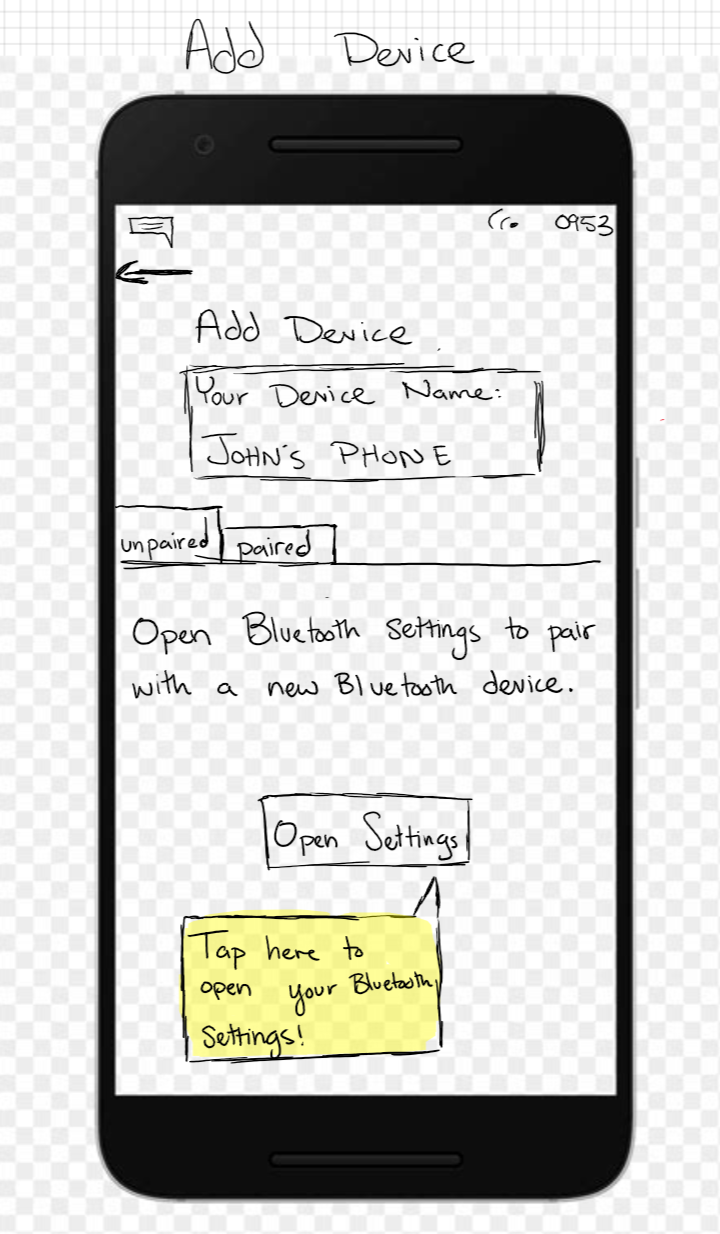 Add Device
0953
Add Device
Your Device Name:
JOHN'S PHONE
unpaired paired
Open Bluetooth settings to pair
with a new Bluetooth device.
Open Settings
Tap here to
open your Bluetooth
Settings!